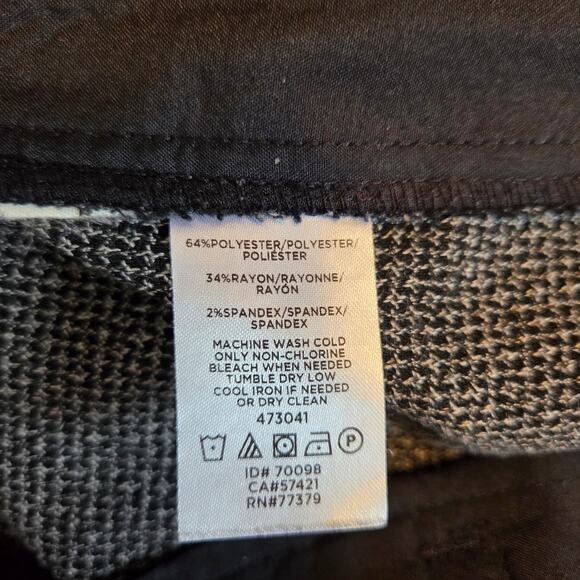 64%POLYESTER/POLYESTER/
POLIÉSTER
34%RAYON/RAYONNE/
RAYÓN
2%SPANDEX/SPANDEX/
SPANDEX
MACHINE WASH COLD
ONLY NON-CHLORINE
BLEACH WHEN NEEDED
TUMBLE DRY LOW
COOL IRON IF NEEDED
OR DRY CLEAN
473041
P
ID# 70098
CA#57421
RN#77379